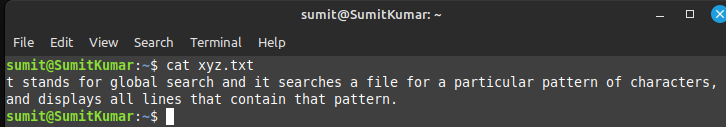 sumit@SumitKumar: ~
File Edit View Search Terminal Help
sumit@SumitKumar:~$ cat xyz.txt
t stands for global search and it searches a file for a particular pattern of characters,
and displays all lines that contain that pattern.
sumit@SumitKumar:~$